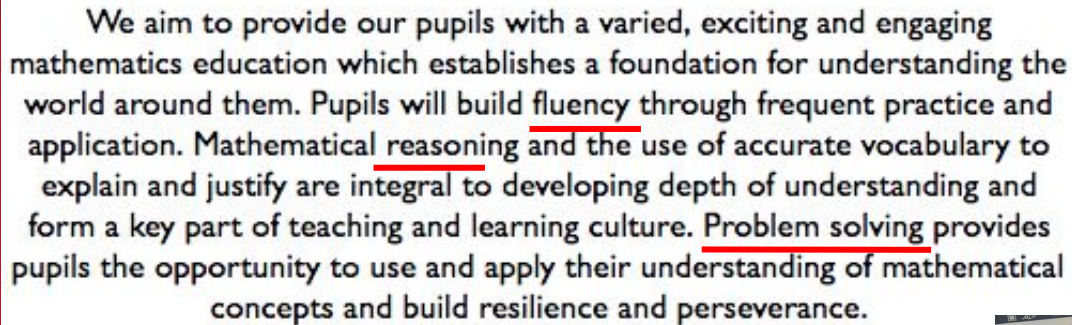 We aim to provide our pupils with a varied, exciting and engaging
mathematics education which establishes a foundation for understanding the
world around them. Pupils will build fluency through frequent practice and
application. Mathematical reasoning and the use of accurate vocabulary to
explain and justify are integral to developing depth of understanding and
form a key part of teaching and learning culture. Problem solving provides
pupils the opportunity to use and apply their understanding of mathematical
concepts and build resilience and perseverance.